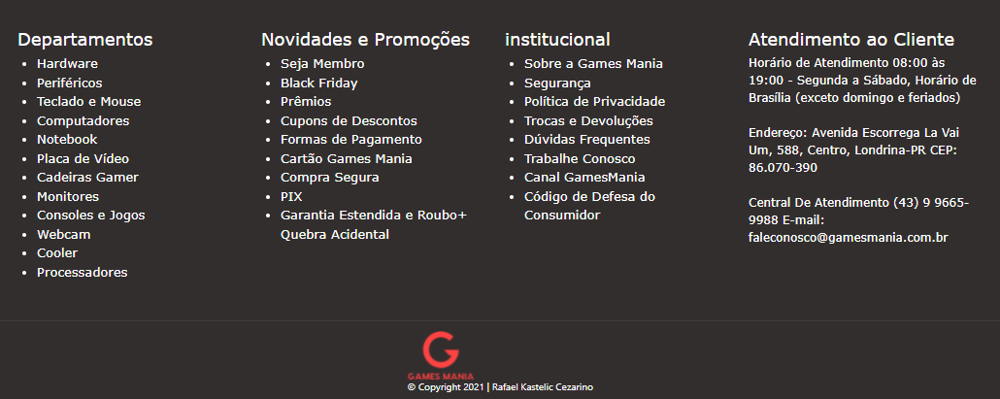 Departamentos
Hardware
Periféricos
Teclado e Mouse
Computadores
Notebook
Placa de Vídeo
Cadeiras Gamer
Monitores
Consoles e Jogos
Webcam
Cooler
Processadores
Novidades e Promoções
Seja Membro
Black Friday
Prêmios
Cupons de Descontos
Formas de Pagamento
Cartão Games Mania
Compra Segura
PIX
Garantia Estendida e Roubo+
Quebra Acidental
institucional
Sobre a Games Mania
Segurança
Política de Privacidade
Trocas e Devoluções
Dúvidas Frequentes
Trabalhe Conosco
Canal GamesMania
Código de Defesa do
Consumidor
Atendimento ao Cliente
Horário de Atendimento 08:00 às
19:00 - Segunda a Sábado, Horário de
Brasília (exceto domingo e feriados)
Endereço: Avenida Escorrega La Vai
Um, 588, Centro, Londrina-PR CEP:
86.070-390
Central De Atendimento (43) 9 9665-
9988 E-mail:
faleconosco@gamesmania.com.br
G
GAMES MANIA
© Copyright 2021 | Rafael Kastelic Cezarino